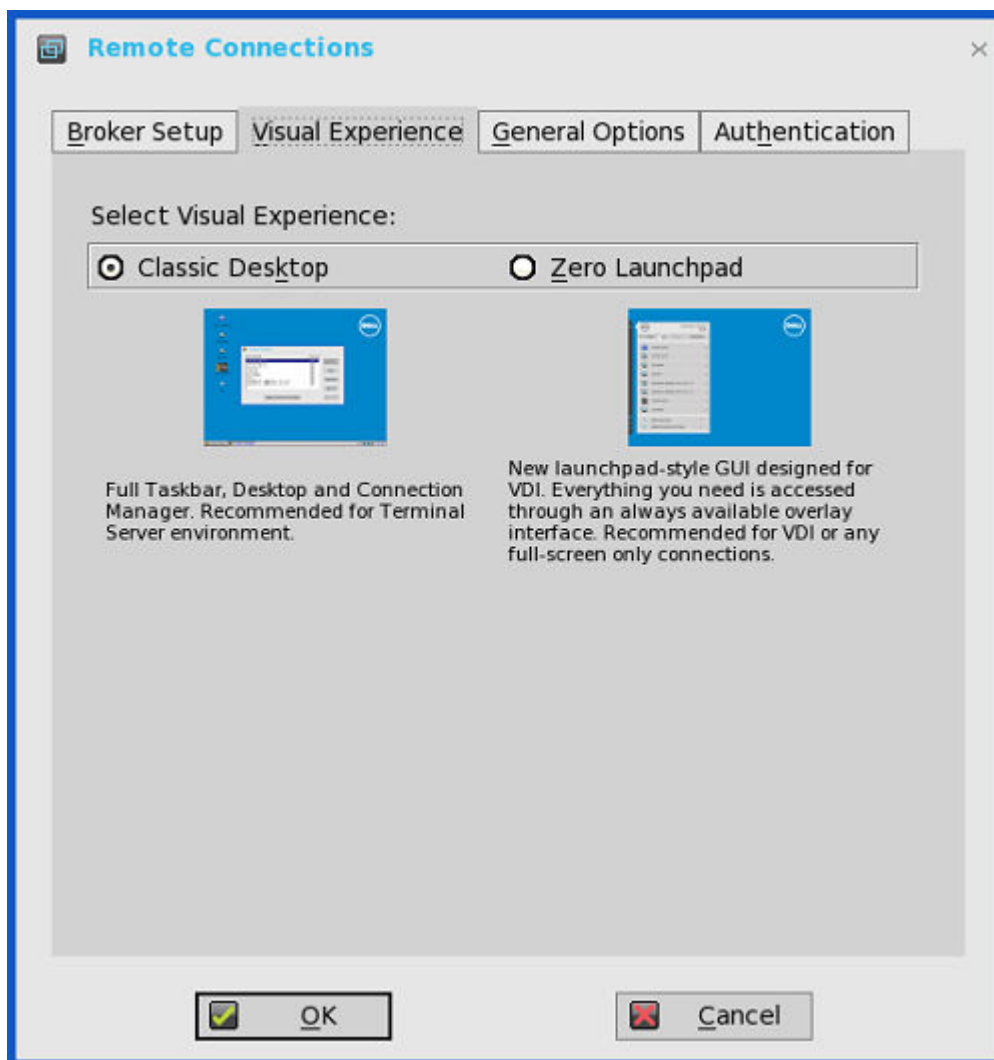 Remote Connections
Broker Setup Visual Experience General Options Authentication
Select Visual Experience:
Classic Desktop Zero Launchpad
DELL DELL
Full Taskbar, Desktop and Connection
Manager. Recommended for Terminal
Server environment.
New launchpad-style GUI designed for
VDI. Everything you need is accessed
through an always available overlay
interface. Recommended for VDI or any
full-screen only connections.
OK Cancel